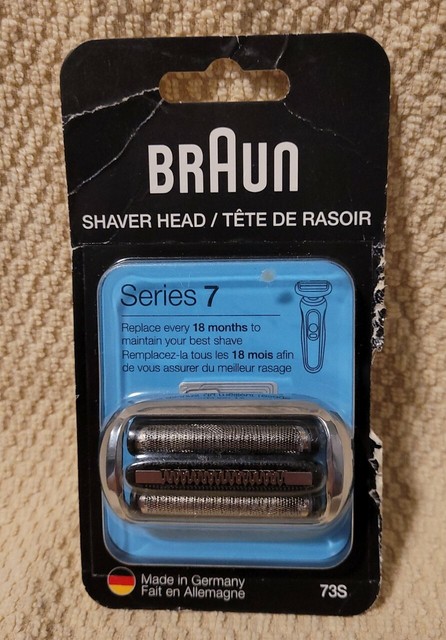 BRAUN
SHAVER HEAD / TÊTE DE RASOIR
Series 7
Replace every 18 months to
maintain your best shave
Remplacez-la tous les 18 mois afin
de vous assurer du meilleur rasage
Made in Germany
Fait en Allemagne
73S